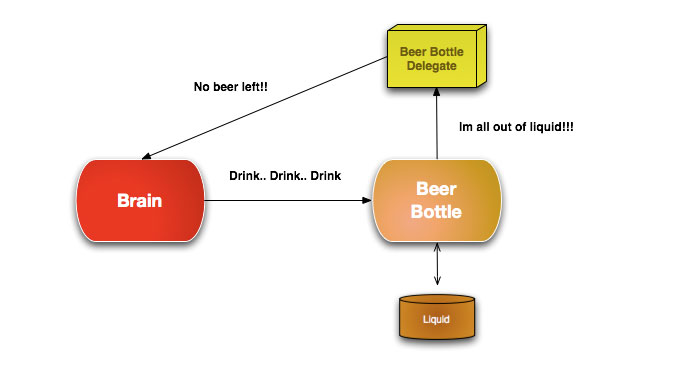 Beer Bottle
Delegate
No beer left!!
Im all out of liquid!!!
Drink.. Drink.. Drink
Brain
Beer
Bottle
Liquid